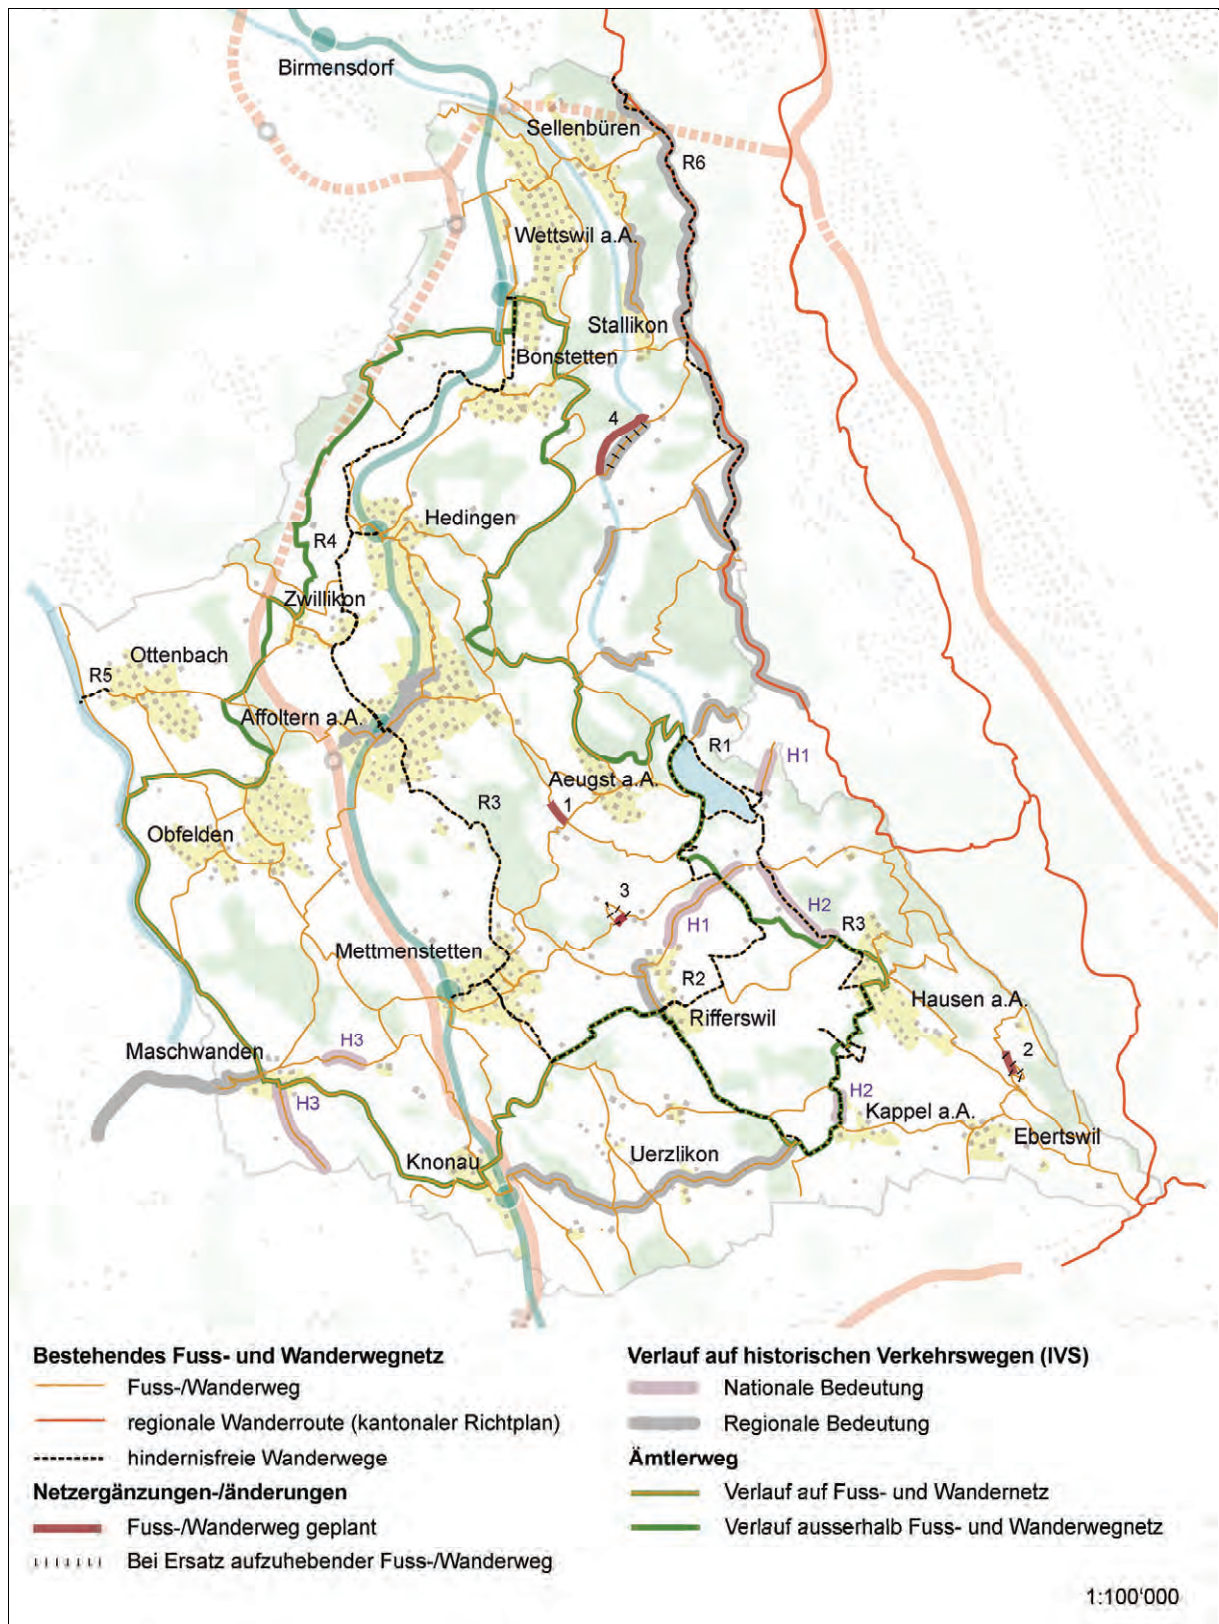 Birmensdorf
Sellenbüren
R6
Wettswil a.A.
Stallikon
Bonstetten
4
Hedingen
R4
Zwillikon
Ottenbach
R5
Affoltern a.A.
R1
H1
Aeugst a.A.
R3
1
Obfelden
3
H2
H1
R3
Mettmenstetten
R2
Hausen a.A.
Rifferswil
H3
Maschwanden
2
H3
H2
Kappel a.A.
Ebertswil
Uerzlikon
Knonau
Bestehendes Fuss- und Wanderwegnetz
Fuss-/Wanderweg
regionale Wanderroute (kantonaler Richtplan)
hindernisfreie Wanderwege
Netzergänzungen-/änderungen
Fuss-/Wanderweg geplant
Bei Ersatz aufzuhebender Fuss-/Wanderweg
Verlauf auf historischen Verkehrswegen (IVS)
Nationale Bedeutung
Regionale Bedeutung
Ämtlerweg
Verlauf auf Fuss- und Wandernetz
Verlauf ausserhalb Fuss- und Wanderwegnetz
1:100'000